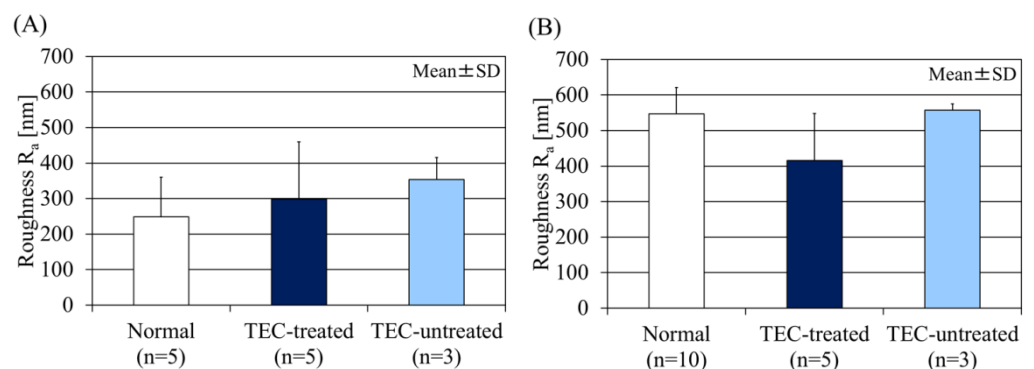 (A)
700
600
500
400
300
200
100
0
Roughness Ra [nm]
Mean±SD
Normal
(n=5)
TEC-treated
(n=5)
TEC-untreated
(n=3)
(B)
700
600
500
400
300
200
100
0
Roughness Ra [nm]
Mean±SD
Normal
(n=10)
TEC-treated
(n=5)
TEC-untreated
(n=3)